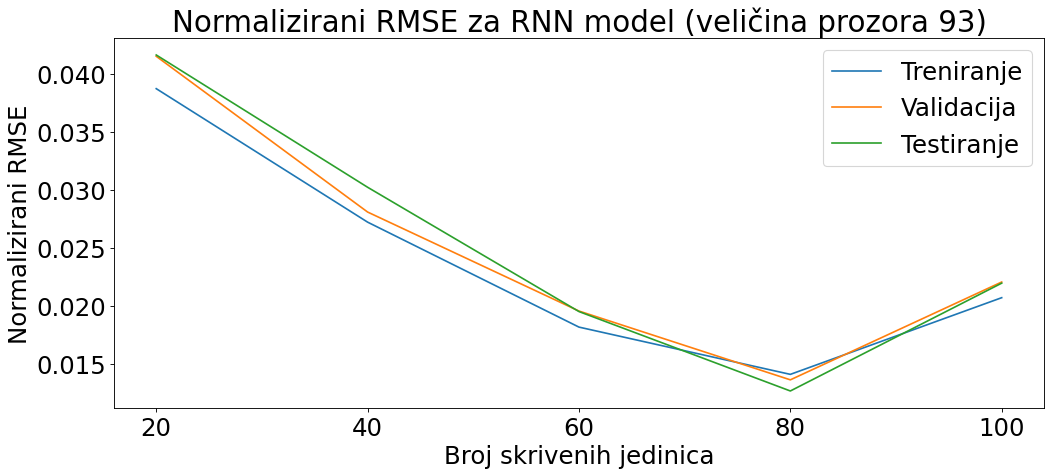 Normalizirani RMSE za RNN model (veličina prozora 93)
Treniranje
Validacija
Testiranje
Normalizirani RMSE
0.040
0.035
0.030
0.025
0.020
0.015
20 40 60 80 100
Broj skrivenih jedinica